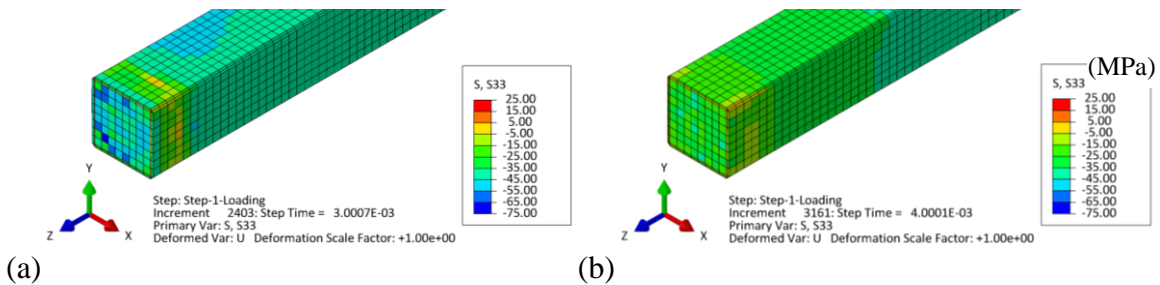 S, S33
25.00
15.00
5.00
-5.00
-15.00
-25.00
-35.00
-45.00
-55.00
-65.00
-75.00
Y
Z
X
Step: Step-1-Loading
Increment 2403: Step Time = 3.0007E-03
Primary Var: S, S33
Deformed Var: U Deformation Scale Factor: +1.00e+00
(a)
(MPa)
S, S33
25.00
15.00
5.00
-5.00
-15.00
-25.00
-35.00
-45.00
-55.00
-65.00
-75.00
Y
Z
X
Step: Step-1-Loading
Increment 3161: Step Time = 4.0001E-03
Primary Var: S, S33
Deformed Var: U Deformation Scale Factor: +1.00e+00
(b)